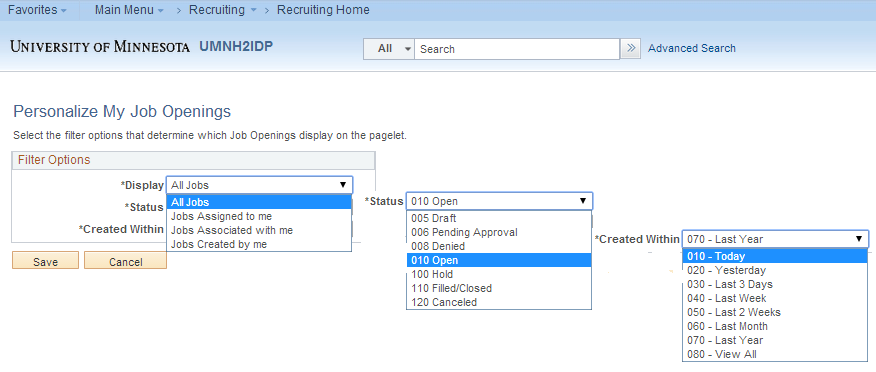 Favorites Main Menu > Recruiting > Recruiting Home
UNIVERSITY OF MINNESOTA UMNH2IDP
All Search Advanced Search
Personalize My Job Openings
Select the filter options that determine which Job Openings display on the pagelet.
Filter Options
*Display All Jobs
All Jobs
Jobs Assigned to me
Jobs Associated with me
Jobs Created by me
*Status
*Created Within
Save Cancel
*Status 010 Open
005 Draft
006 Pending Approval
008 Denied
010 Open
100 Hold
110 Filled/Closed
120 Canceled
*Created Within 070 - Last Year
010 - Today
020 - Yesterday
030 - Last 3 Days
040 - Last Week
050 - Last 2 Weeks
060 - Last Month
070 - Last Year
080 - View All